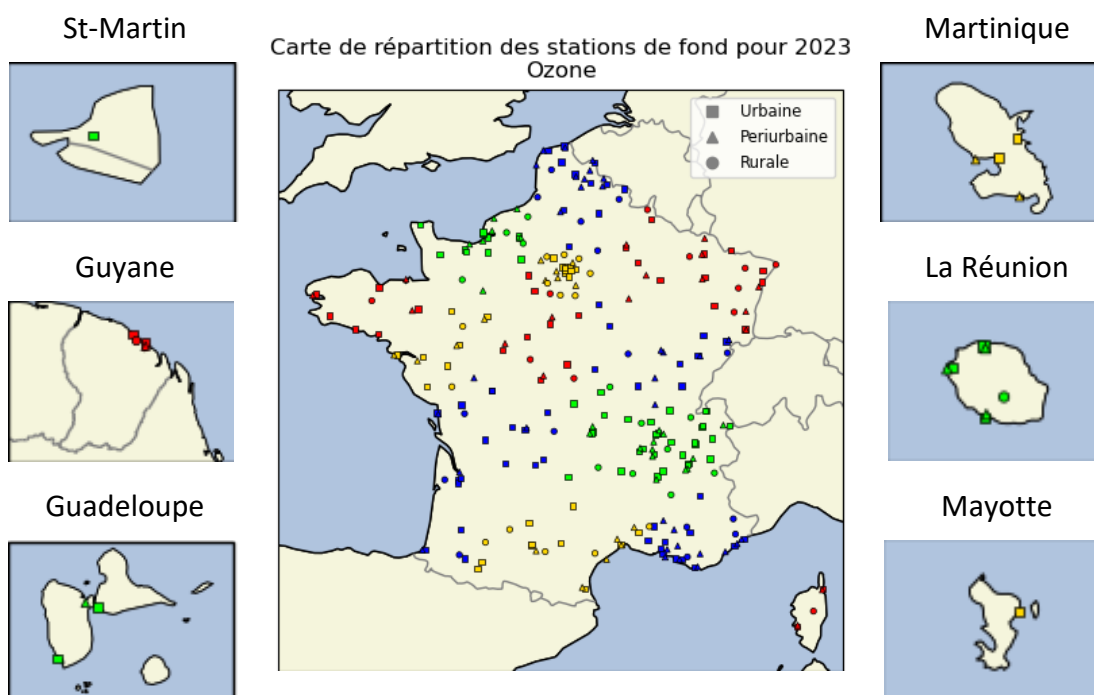 St-Martin
Martinique
Carte de répartition des stations de fond pour 2023
Ozone
Urbaine
Periurbaine
Rurale
Guyane
La Réunion
Guadeloupe
Mayotte